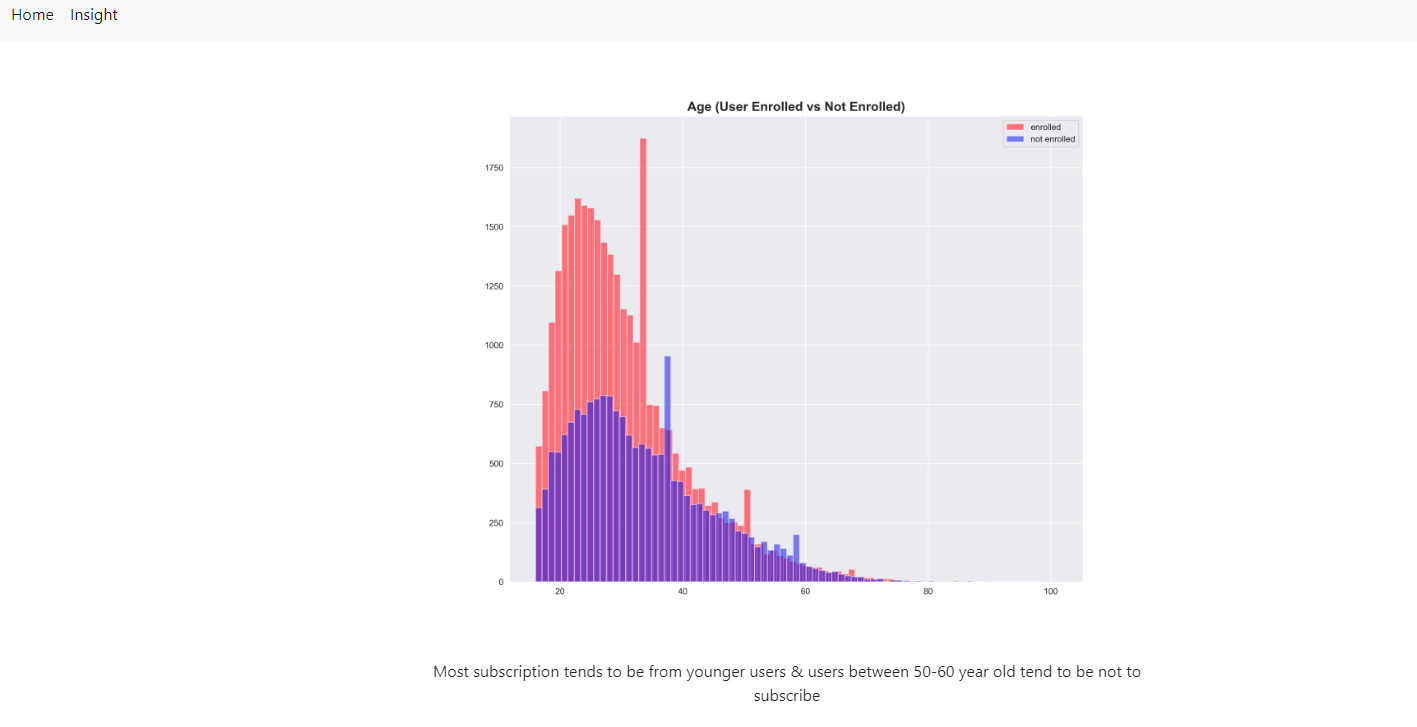 Home Insight
Age (User Enrolled vs Not Enrolled)
enrolled
not enrolled
1750
1500
1250
1000
750
500
250
0
20 40 60 80 100
Most subscription tends to be from younger users & users between 50-60 year old tend to be not to
subscribe